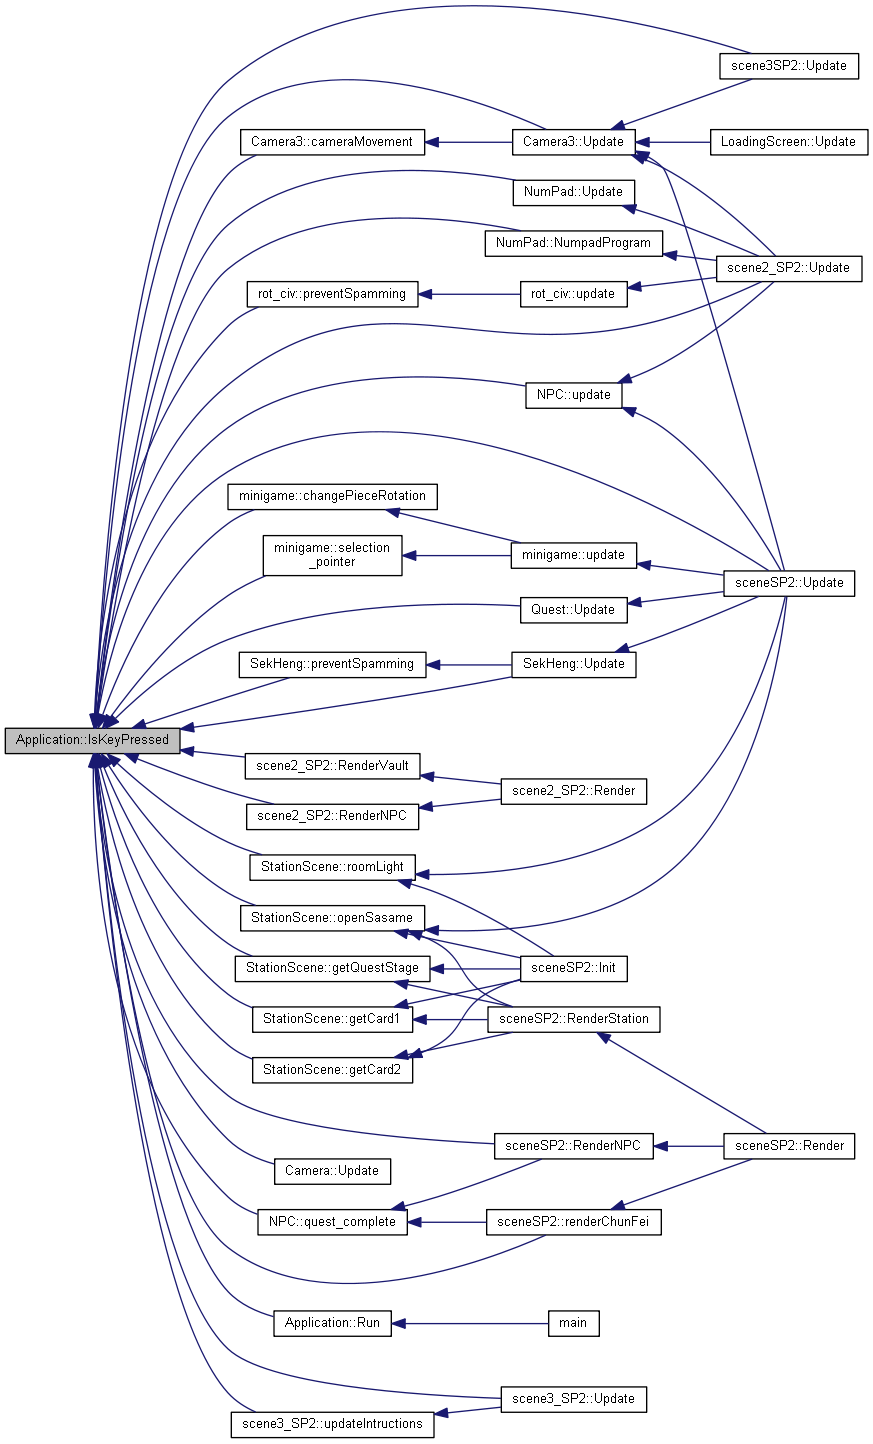 scene3SP2::Update
Camera3::cameraMovement
Camera3::Update
LoadingScreen::Update
NumPad::Update
NumPad::NumpadProgram
scene2_SP2::Update
rot_civ::preventSpamming
rot_civ::update
NPC::update
minigame::changePieceRotation
minigame::selection
_pointer
minigame::update
sceneSP2::Update
Quest::Update
SekHeng::preventSpamming
SekHeng::Update
Application::IsKeyPressed
scene2_SP2::RenderVault
scene2_SP2::Render
scene2_SP2::RenderNPC
StationScene::roomLight
StationScene::openSasame
StationScene::getQuestStage
sceneSP2::Init
StationScene::getCard1
sceneSP2::RenderStation
StationScene::getCard2
sceneSP2::RenderNPC
sceneSP2::Render
Camera::Update
NPC::quest_complete
sceneSP2::renderChunFei
Application::Run
main
scene3_SP2::Update
scene3_SP2::updateIntructions